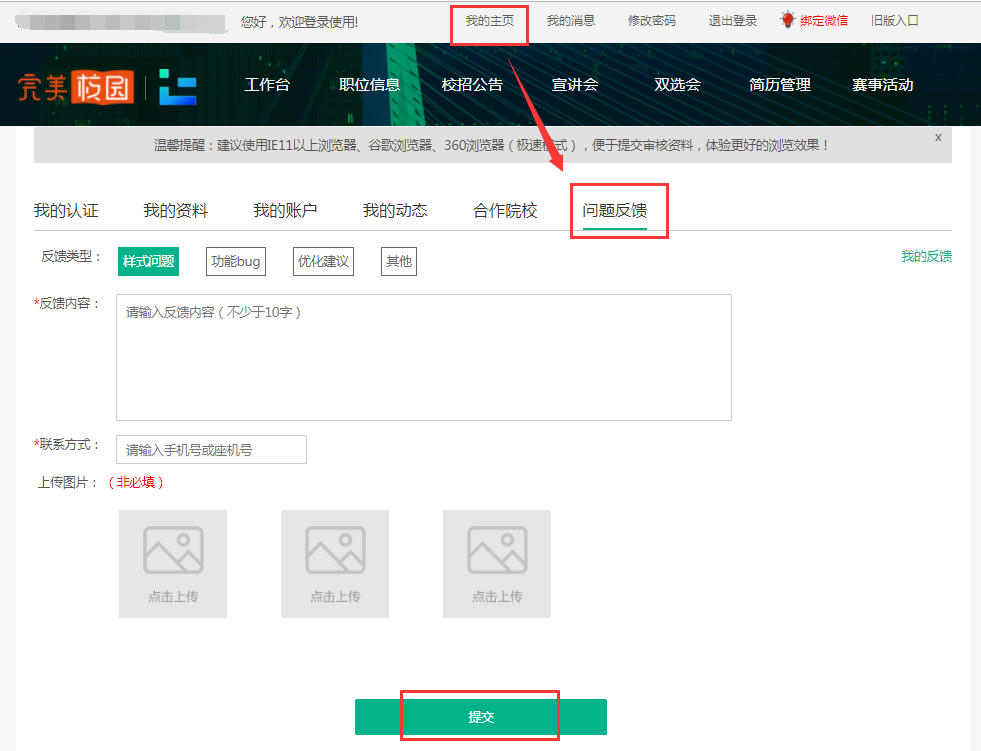 您好，欢迎登录使用! 我的主页 我的消息 修改密码 退出登录 绑定微信 旧版入口
完美校园 工作台 职位信息 校招公告 宣讲会 双选会 简历管理 赛事活动
温馨提醒：建议使用IE11以上浏览器、谷歌浏览器、360浏览器（极速模式），便于提交审核资料，体验更好的浏览效果！ x
我的认证 我的资料 我的账户 我的动态 合作院校 问题反馈
反馈类型： 样式问题 功能bug 优化建议 其他 我的反馈
*反馈内容： 请输入反馈内容（不少于10字）
*联系方式： 请输入手机号或座机号
上传图片：（非必填）
点击上传 点击上传 点击上传
提交